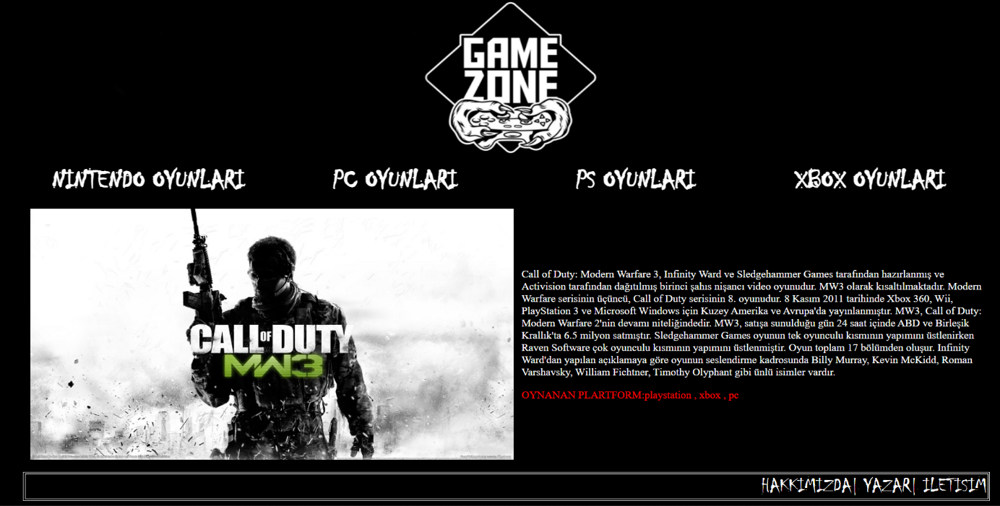 GAME
ZONE
NINTENDO OYUNLARI PC OYUNLARI PS OYUNLARI XBOX OYUNLARI
CALL OF DUTY
MW3
Call of Duty: Modern Warfare 3, Infinity Ward ve Sledgehammer Games tarafından hazırlanmış ve
Activision tarafından dağıtılmış birinci şahıs nişancı video oyunudur. MW3 olarak kısaltılmaktadır. Modern
Warfare serisinin üçüncü, Call of Duty serisinin 8. oyunudur. 8 Kasım 2011 tarihinde Xbox 360, Wii,
PlayStation 3 ve Microsoft Windows için Kuzey Amerika ve Avrupa'da yayınlanmıştır. MW3, Call of Duty:
Modern Warfare 2'nin devamı niteliğindedir. MW3, satışa sunulduğu gün 24 saat içinde ABD ve Birleşik
Krallık'ta 6.5 milyon satmıştır. Sledgehammer Games oyunun tek oyunculu kısmının yapımını üstlenirken
Raven Software çok oyunculu kısmının yapımını üstlenmiştir. Oyun toplam 17 bölümden oluşur. Infinity
Ward'dan yapılan açıklamaya göre oyunun seslendirme kadrosunda Billy Murray, Kevin McKidd, Roman
Varshavsky, William Fichtner, Timothy Olyphant gibi ünlü isimler vardır.
OYNANAN PLARTFORM:playstation , xbox , pc
HAKKIMIZDA| YAZAR| ILETISIM